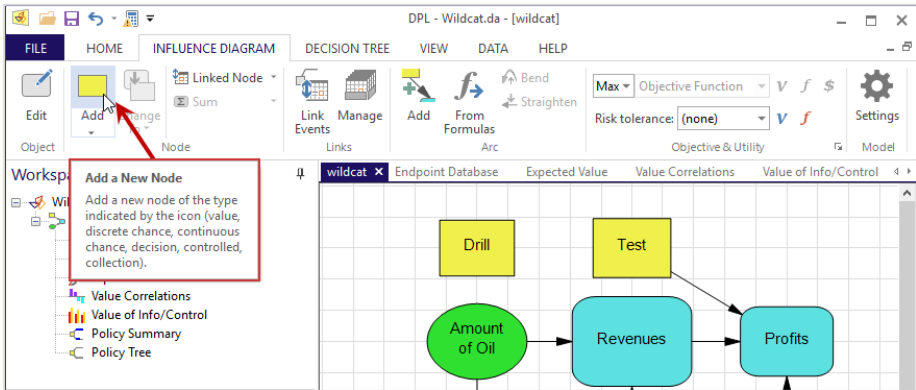 DPL - Wildcat.da - [wildcat]
FILE HOME INFLUENCE DIAGRAM DECISION TREE VIEW DATA HELP
Edit
Add
Linked Node
Sum
Link Events
Manage
Add
From Formulas
Bend
Straighten
Max Objective Function V f $
Risk tolerance: (none) V f
Settings
Object Node Links Arc Objective & Utility Model
wildcat Endpoint Database Expected Value Value Correlations Value of Info/Control
Add a New Node
Add a new node of the type
indicated by the icon (value,
discrete chance, continuous
chance, decision, controlled,
collection).
Value Correlations
Value of Info/Control
Policy Summary
Policy Tree
Drill
Test
Amount
of Oil
Revenues
Profits